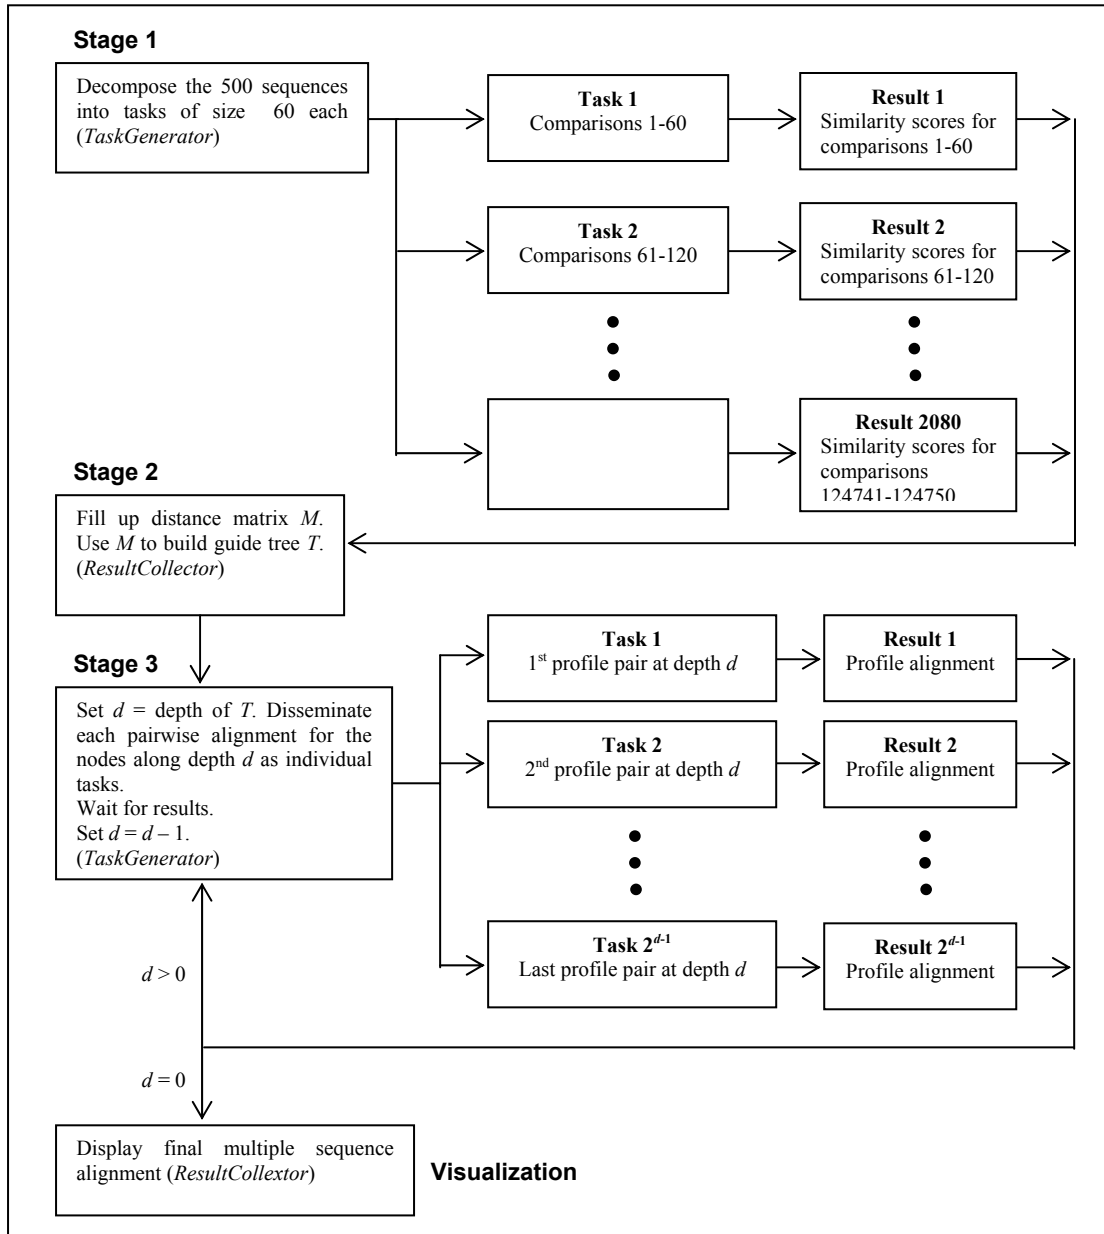 Stage 1
Decompose the 500 sequences
into tasks of size 60 each
(TaskGenerator)
Task 1
Comparisons 1-60
Result 1
Similarity scores for
comparisons 1-60
Task 2
Comparisons 61-120
Result 2
Similarity scores for
comparisons 61-120
Result 2080
Similarity scores for
comparisons
124741-124750
Stage 2
Fill up distance matrix M.
Use M to build guide tree T.
(ResultCollector)
Stage 3
Set d = depth of T. Disseminate
each pairwise alignment for the
nodes along depth d as individual
tasks.
Wait for results.
Set d = d – 1.
(TaskGenerator)
Task 1
1st profile pair at depth d
Result 1
Profile alignment
Task 2
2nd profile pair at depth d
Result 2
Profile alignment
Task 2d-1
Last profile pair at depth d
Result 2d-1
Profile alignment
d > 0
d = 0
Display final multiple sequence
alignment (ResultCollextor)
Visualization